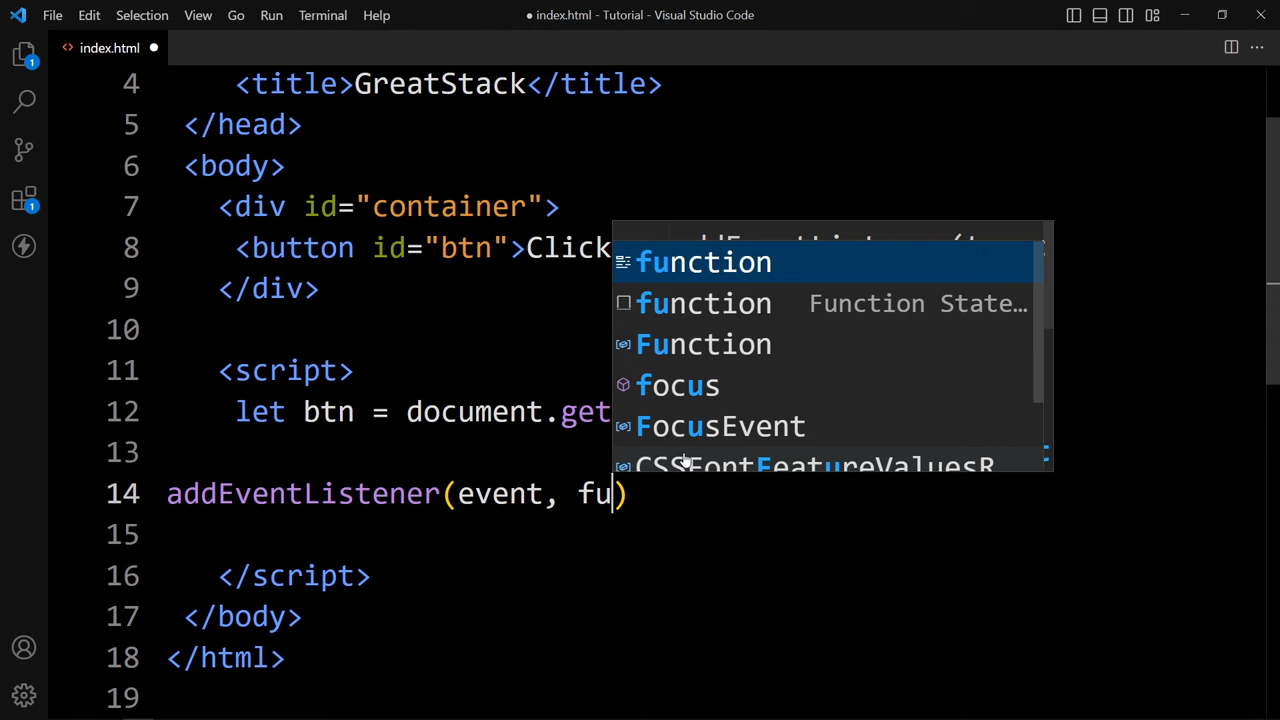 File Edit Selection View Go Run Terminal Help ● index.html - Tutorial - Visual Studio Code
<> index.html ●
1
1
4 <title>GreatStack</title>
5 </head>
6 <body>
7 <div id="container">
8 <button id="btn">Click
9 </div>
10
11 <script>
12 let btn = document.get
13
14 addEventListener(event, fu)
15
16 </script>
17 </body>
18 </html>
19
function
function Function State…
Function
focus
FocusEvent
CSSFontFeatureValuesR